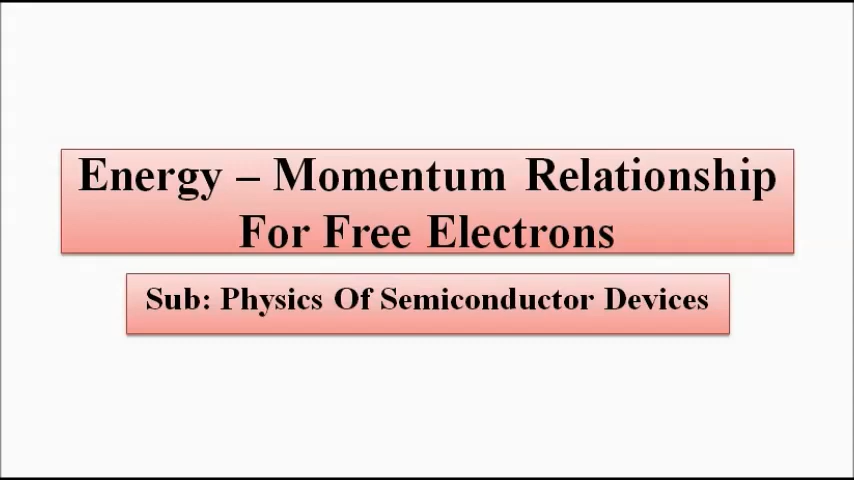 Energy – Momentum Relationship
For Free Electrons
Sub: Physics Of Semiconductor Devices